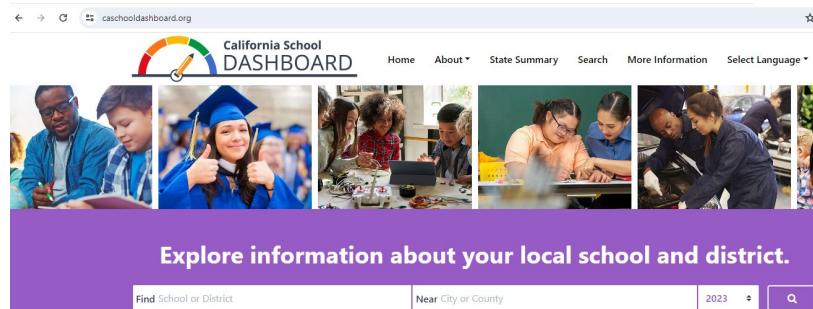 caschooldashboard.org
California School
DASHBOARD
Home About State Summary Search More Information Select Language
Explore information about your local school and district.
Find School or District Near City or County 2023